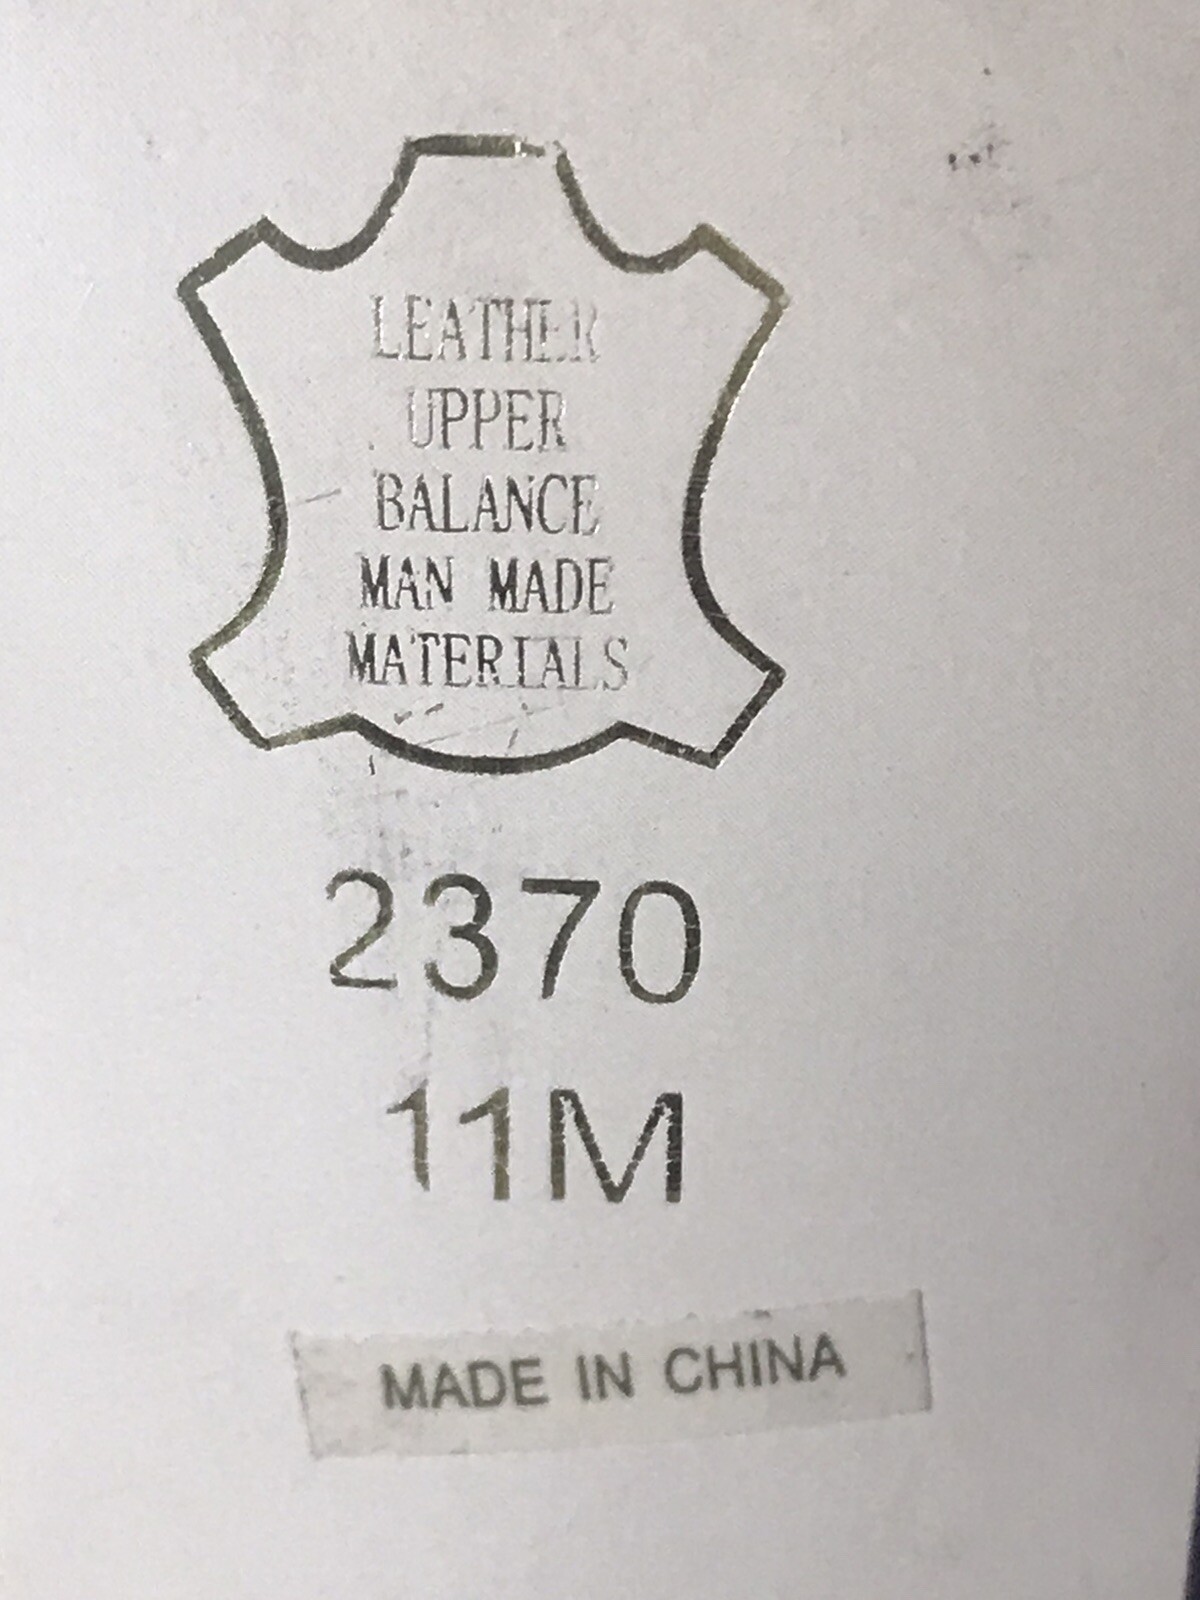 LEATHER
UPPER
BALANCE
MAN MADE
MATERIALS
2370
11M
MADE IN CHINA